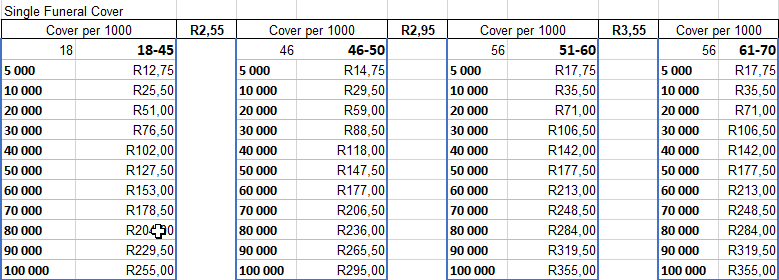 Single Funeral Cover
Cover per 1000 R2,55 Cover per 1000 R2,95 Cover per 1000 R3,55 Cover per 1000
18 18-45 46 46-50 56 51-60 56 61-70
5 000 R12,75 5 000 R14,75 5 000 R17,75 5 000 R17,75
10 000 R25,50 10 000 R29,50 10 000 R35,50 10 000 R35,50
20 000 R51,00 20 000 R59,00 20 000 R71,00 20 000 R71,00
30 000 R76,50 30 000 R88,50 30 000 R106,50 30 000 R106,50
40 000 R102,00 40 000 R118,00 40 000 R142,00 40 000 R142,00
50 000 R127,50 50 000 R147,50 50 000 R177,50 50 000 R177,50
60 000 R153,00 60 000 R177,00 60 000 R213,00 60 000 R213,00
70 000 R178,50 70 000 R206,50 70 000 R248,50 70 000 R248,50
80 000 80 000 R236,00 80 000 R284,00 80 000 R284,00
90 000 R229,50 90 000 R265,50 90 000 R319,50 90 000 R319,50
100 000 R255,00 100 000 R295,00 100 000 R355,00 100 000 R355,00